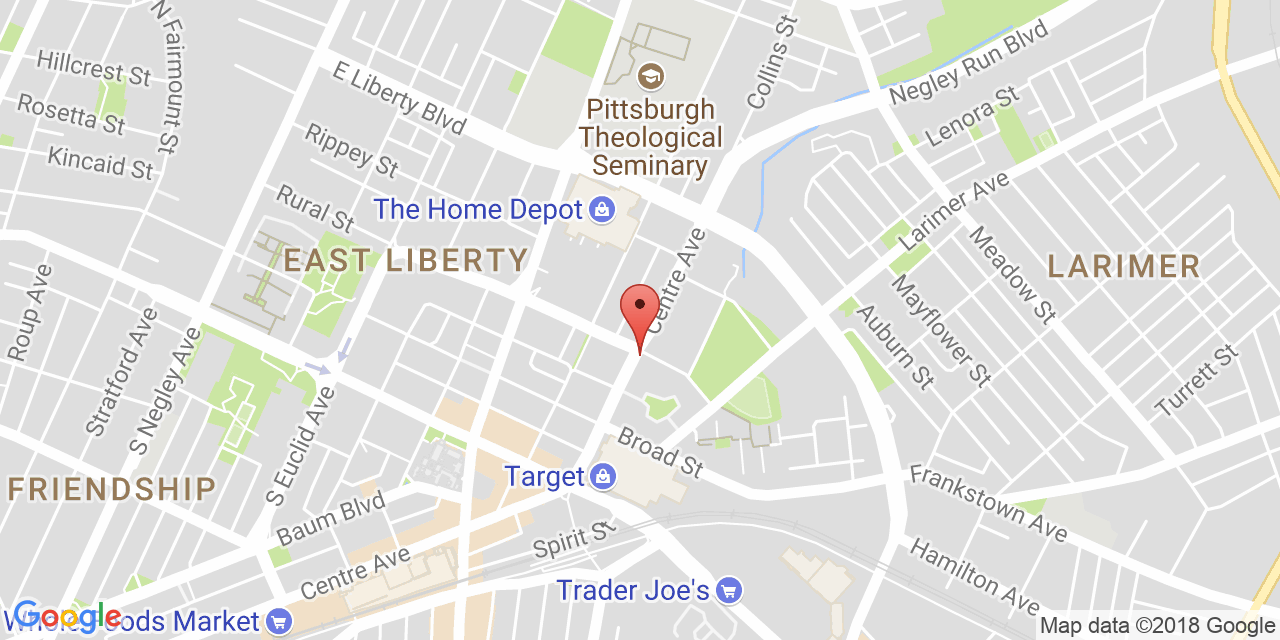 N Fairmount St
Collins St
Hillcrest St
E Liberty Blvd
Negley Run Blvd
Pittsburgh
Theological
Seminary
Rosetta St
Lenora St
Rippey St
Kincaid St
Rural St
The Home Depot
Larimer Ave
EAST LIBERTY
Centre Ave
LARIMER
Meadow St
Mayflower St
Roup Ave
Stratford Ave
S Negley Ave
Auburn St
Turrett St
S Euclid Ave
Broad St
Target
FRIENDSHIP
Baum Blvd
Frankstown Ave
Spirit St
Centre Ave
Hamilton Ave
Trader Joe's
Google
Whole Foods Market
Map data ©2018 Google